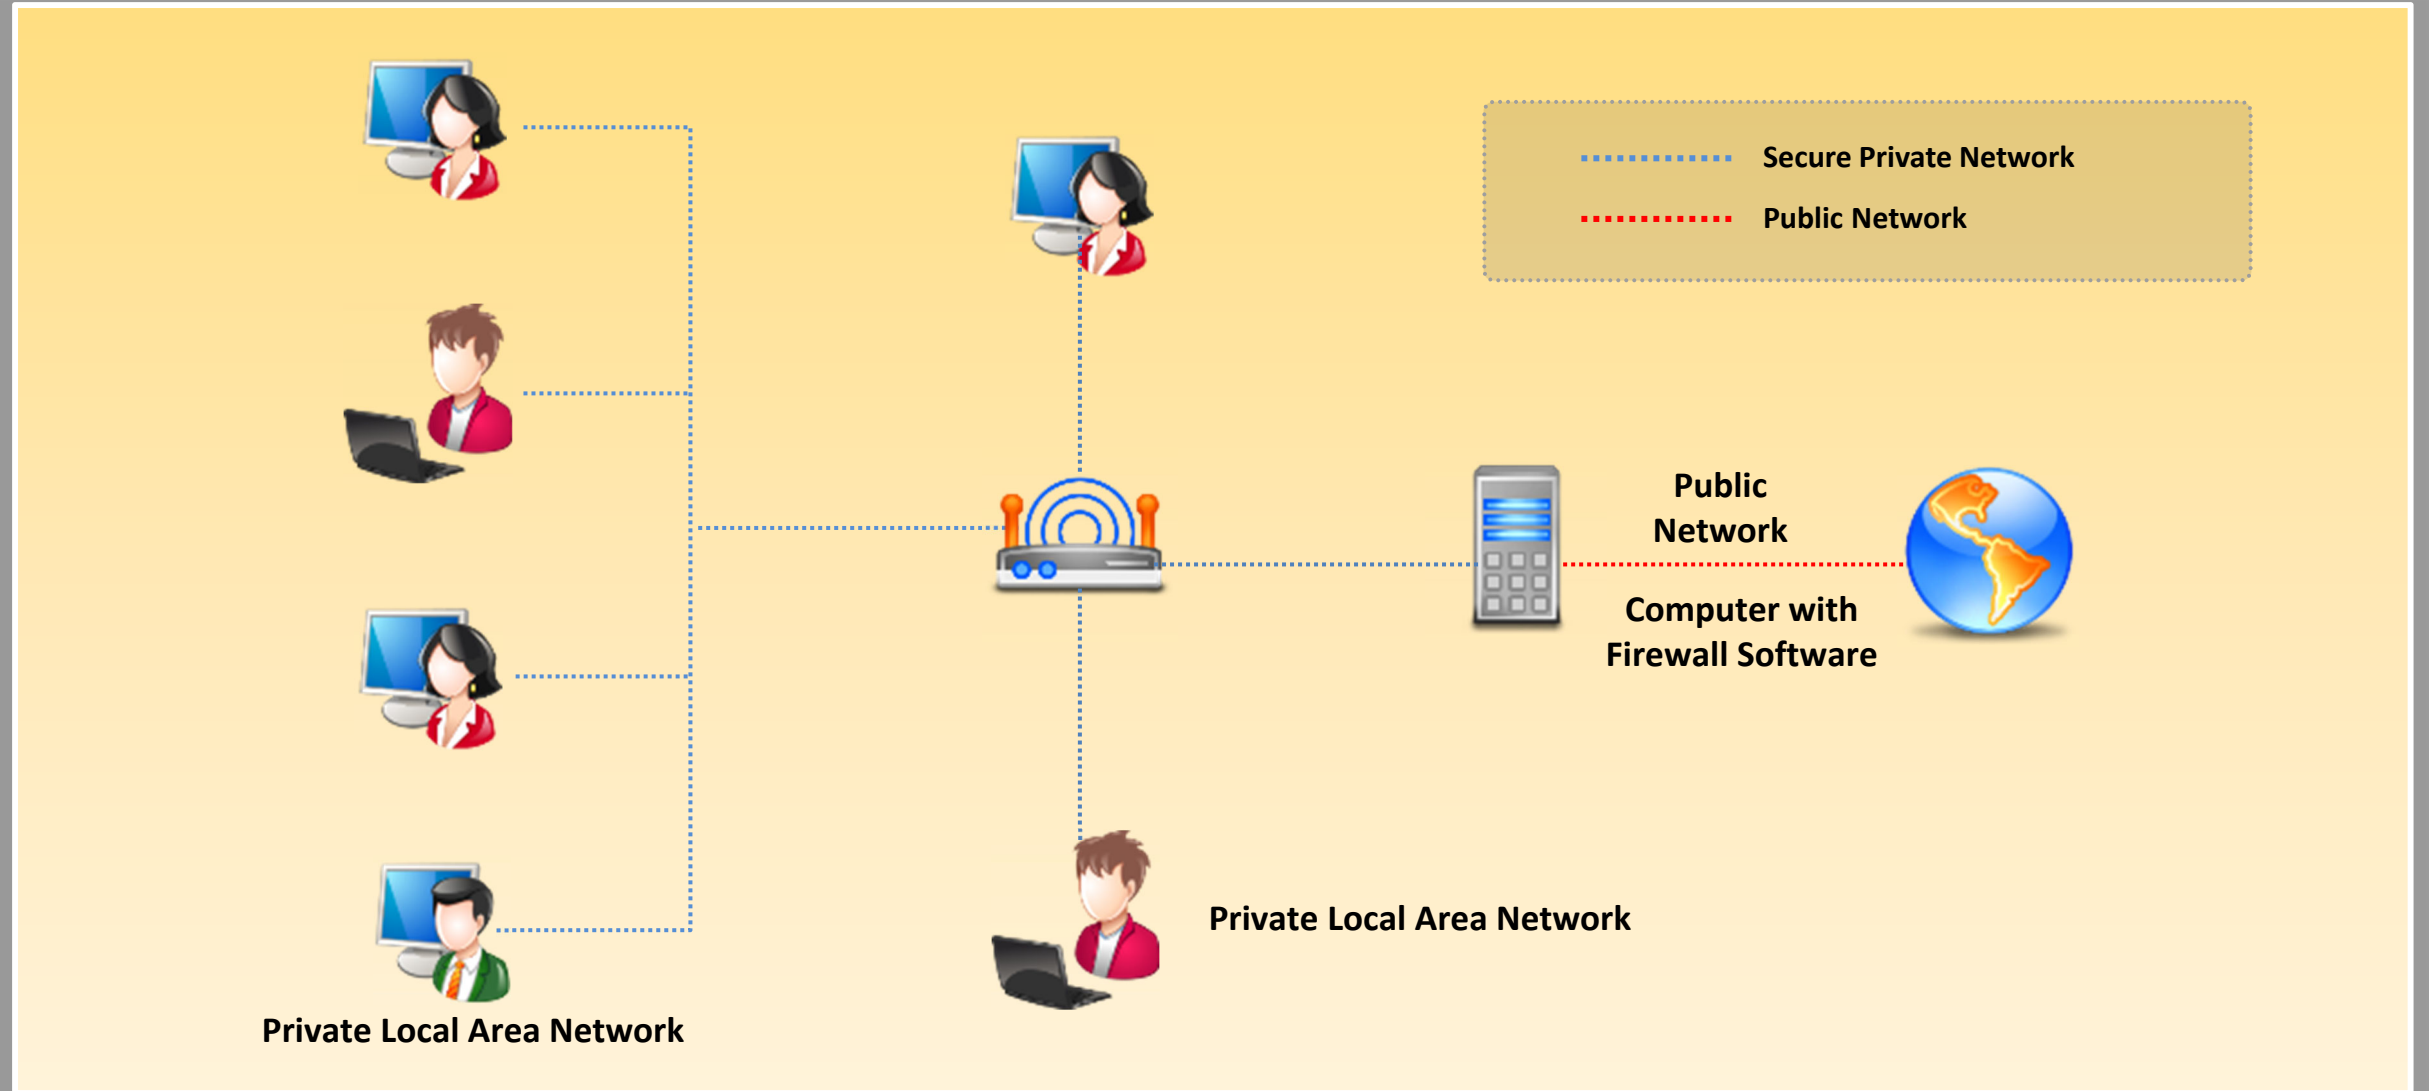 Secure Private Network
Public Network
Public
Network
Computer with
Firewall Software
Private Local Area Network
Private Local Area Network